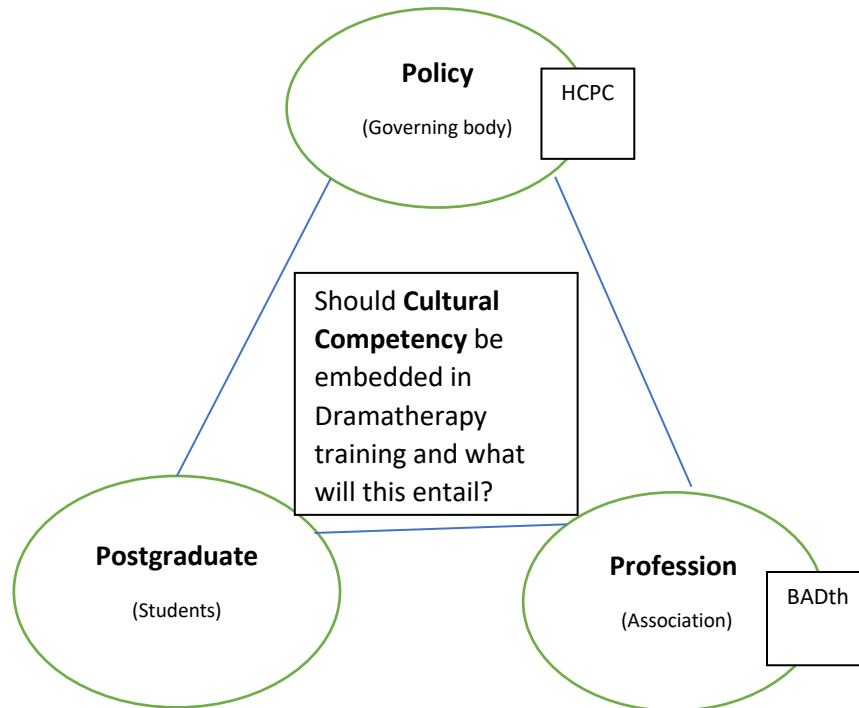 Policy
(Governing body)
HCPC
Should Cultural
Competency be
embedded in
Dramatherapy
training and what
will this entail?
Postgraduate
(Students)
Profession
(Association)
BADth